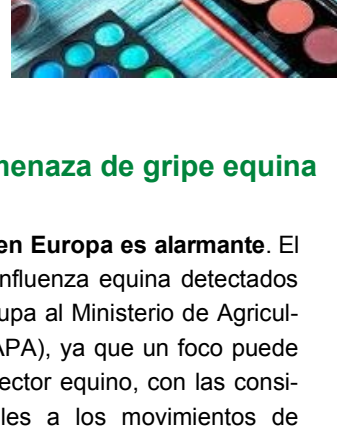 menaza de gripe equina
en Europa es alarmante. El
nfluenza equina detectados
upa al Ministerio de Agricul-
APA), ya que un foco puede
ector equino, con las consi-
les a los movimientos de